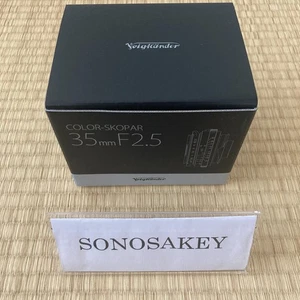 Voigtländer
COLOR-SKOPAR
35mm F2.5
Voigtländer
SONOSAKEY